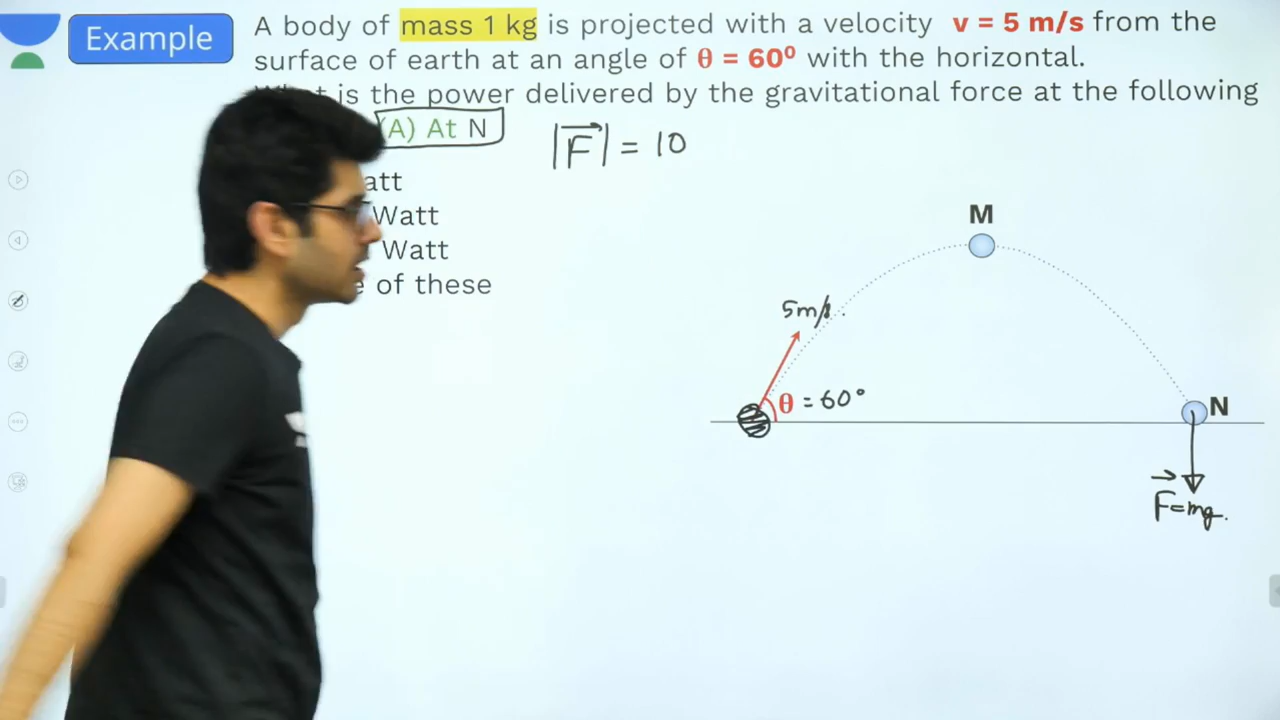 Example
A body of mass 1 kg is projected with a velocity v = 5 m/s from the
surface of earth at an angle of θ = 60⁰ with the horizontal.
is the power delivered by the gravitational force at the following
(A) At N
|F⃗| = 10
Watt
Watt
of these
M
5m/s.
θ = 60°
N
F⃗=mg.